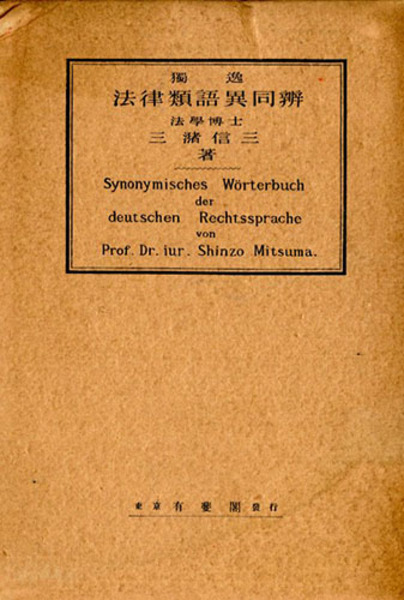 獨逸
法律類語異同辨
法學博士
三瀦信三
著
Synonymisches Wörterbuch
der
deutschen Rechtssprache
von
Prof. Dr. iur. Shinzo Mitsuma.
東京 有斐閣 發行